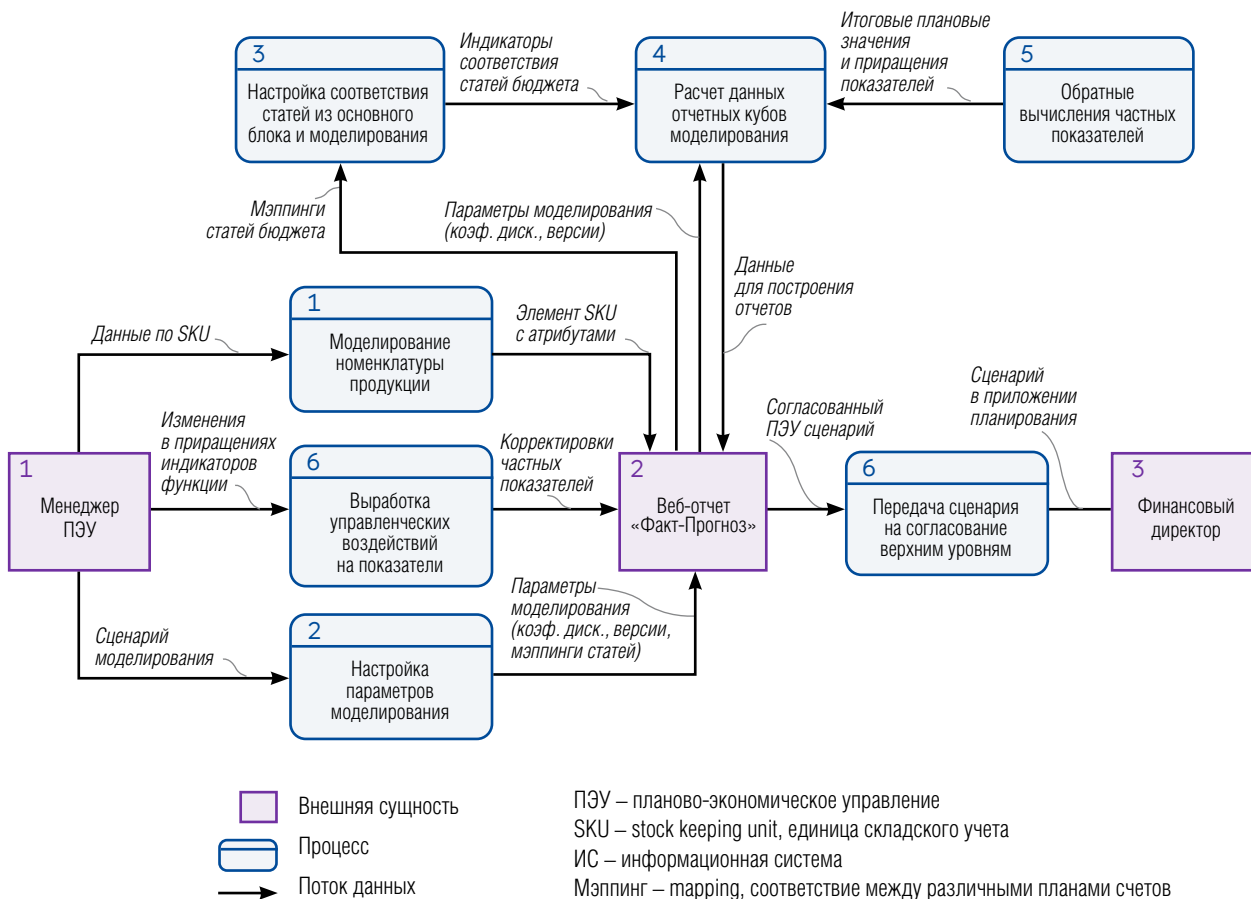 3
Настройка соответствия
статей из основного
блока и моделирования
Индикаторы
соответствия
статей бюджета
4
Расчет данных
отчетных кубов
моделирования
Итоговые плановые
значения
и приращения
показателей
5
Обратные
вычисления частных
показателей
Мэппинги
статей бюджета
Параметры моделирования
(коэф. диск., версии)
Данные
для построения
отчетов
Данные по SKU
1
Моделирование
номенклатуры
продукции
Элемент SKU
с атрибутами
Изменения
в приращениях
индикаторов
функции
1
Менеджер
ПЭУ
6
Выработка
управленческих
воздействий
на показатели
Корректировки
частных
показателей
2
Веб-отчет
«Факт-Прогноз»
Согласованный
ПЭУ сценарий
6
Передача сценария
на согласование
верхним уровням
Сценарий
в приложении
планирования
3
Финансовый
директор
Сценарий
моделирования
2
Настройка
параметров
моделирования
Параметры
моделирования
(коэф. диск., версии,
мэппинги статей)
Внешняя сущность
Процесс
Поток данных
ПЭУ – планово-экономическое управление
SKU – stock keeping unit, единица складского учета
ИС – информационная система
Мэппинг – mapping, соответствие между различными планами счетов